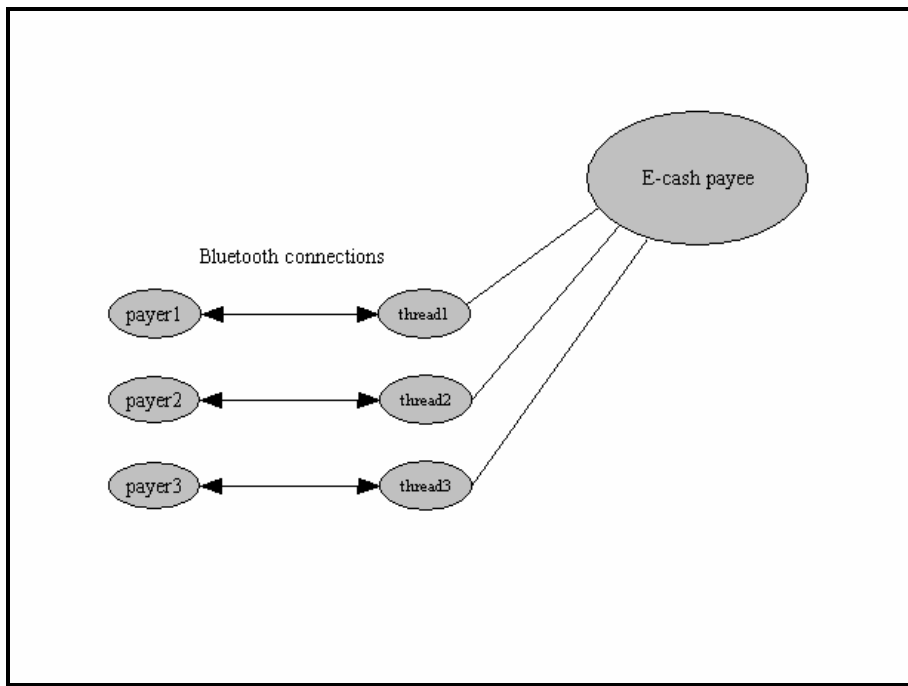 E-cash payee
Bluetooth connections
payer1
thread1
payer2
thread2
payer3
thread3